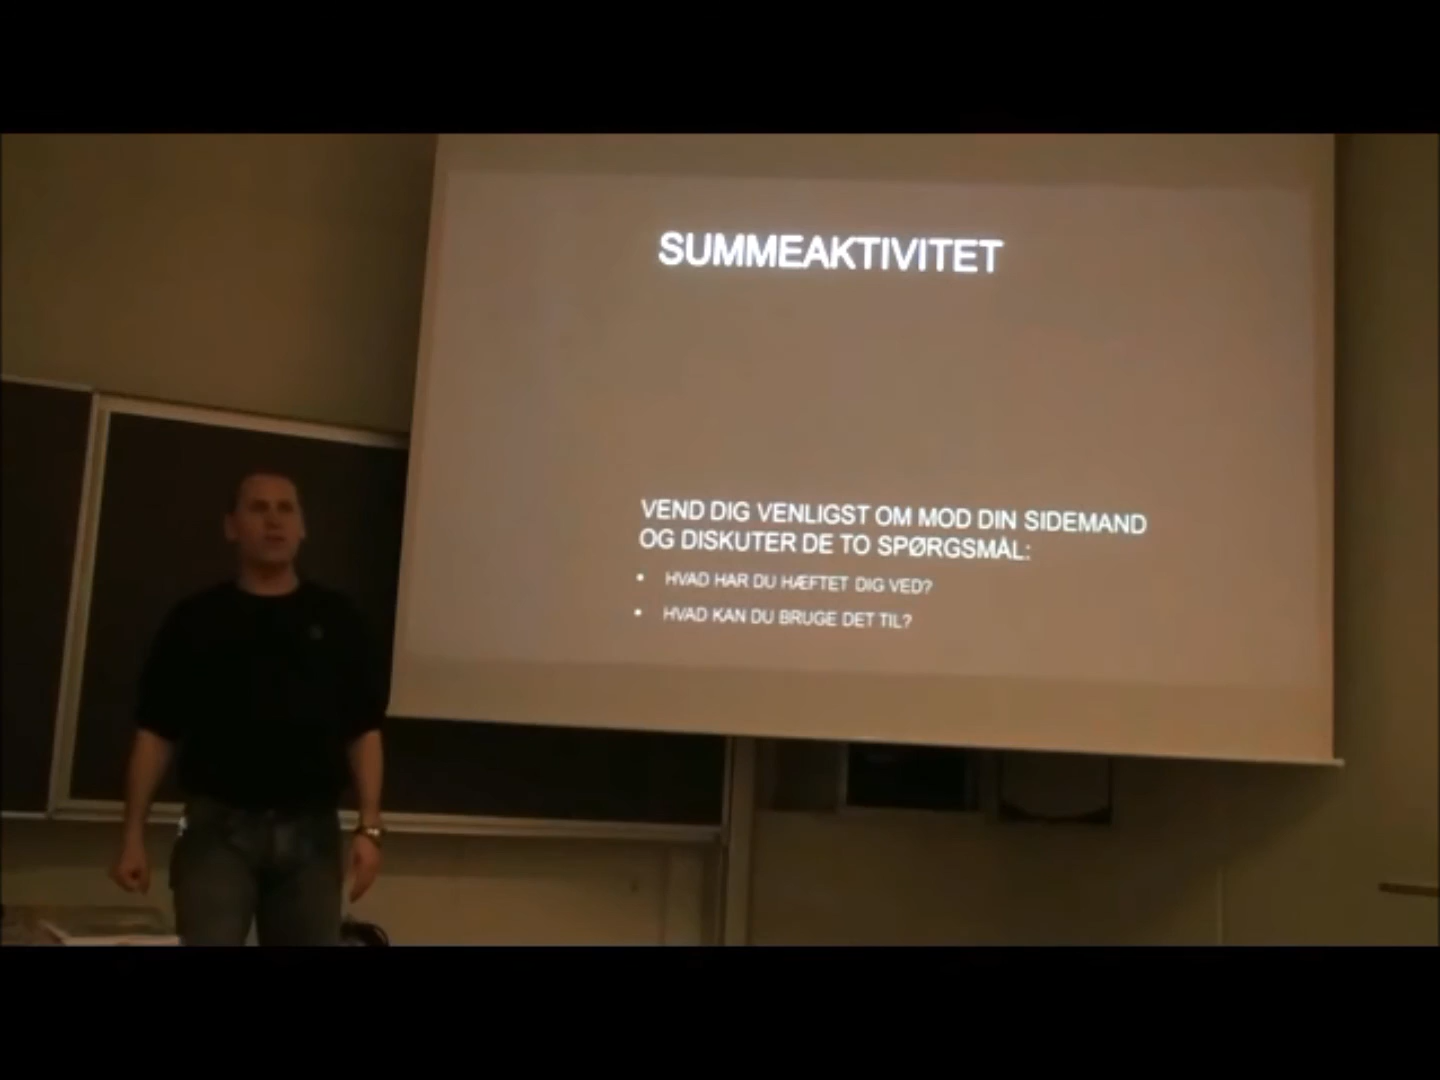 SUMMEAKTIVITET
VEND DIG VENLIGST OM MOD DIN SIDEMAND
OG DISKUTER DE TO SPØRGSMÅL:
• HVAD HAR DU HÆFTET DIG VED?
• HVAD KAN DU BRUGE DET TIL?